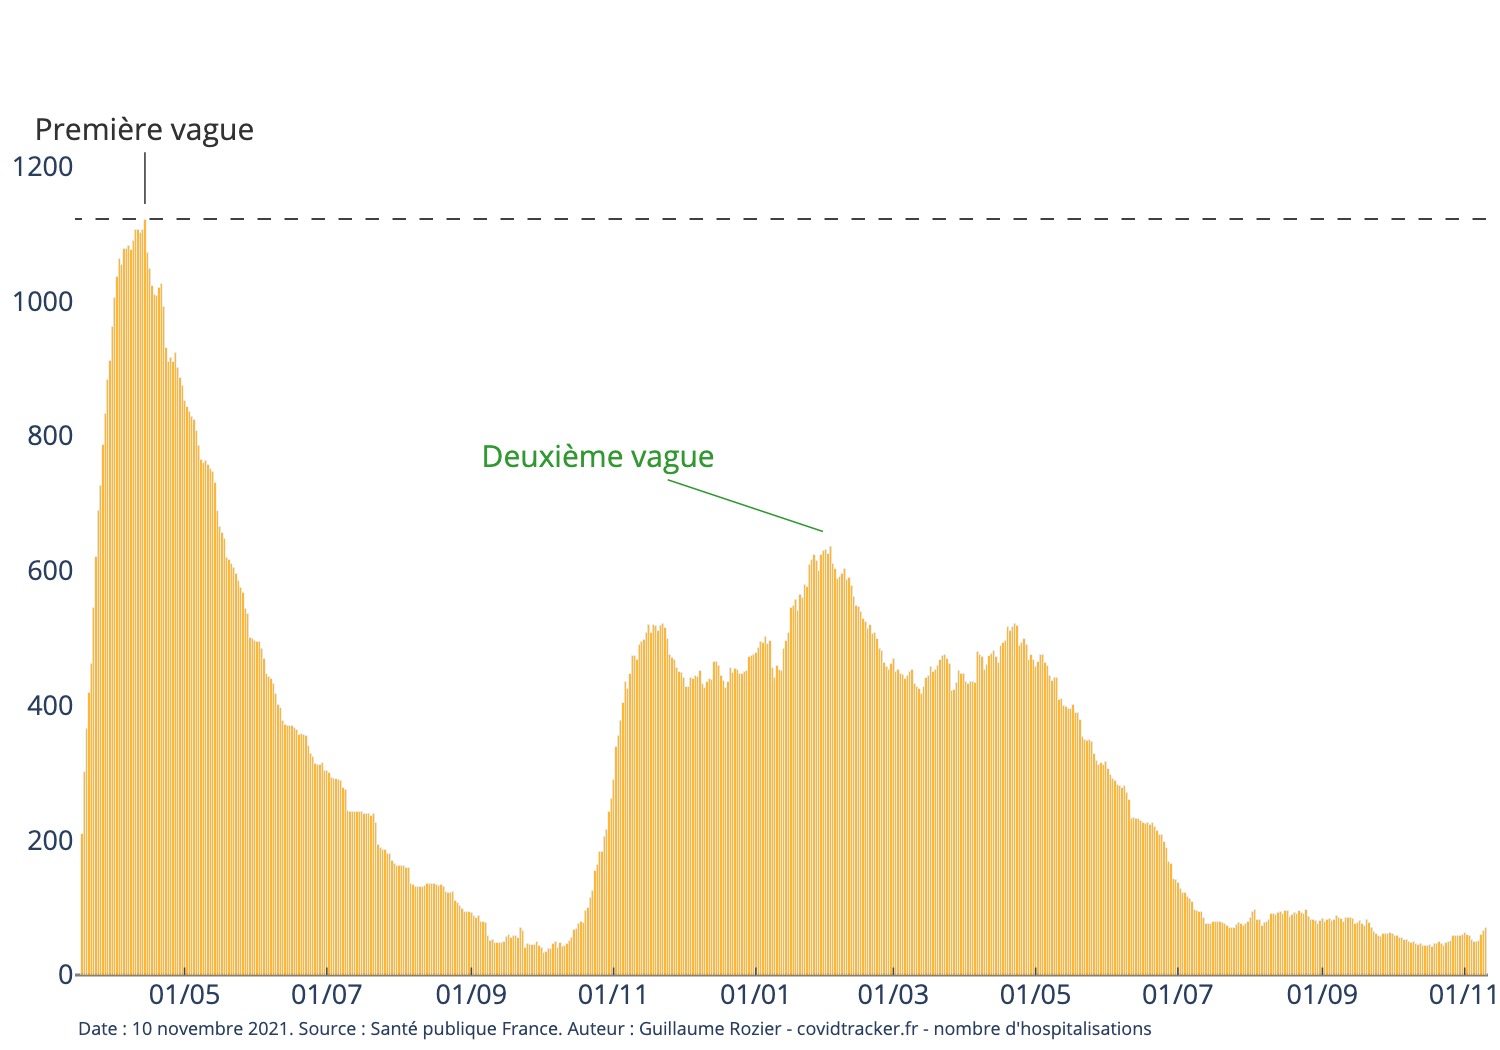 Première vague
1200
1000
800
Deuxième vague
600
400
200
0
01/05 01/07 01/09 01/11 01/01 01/03 01/05 01/07 01/09 01/11
Date : 10 novembre 2021. Source : Santé publique France. Auteur : Guillaume Rozier - covidtracker.fr - nombre d'hospitalisations